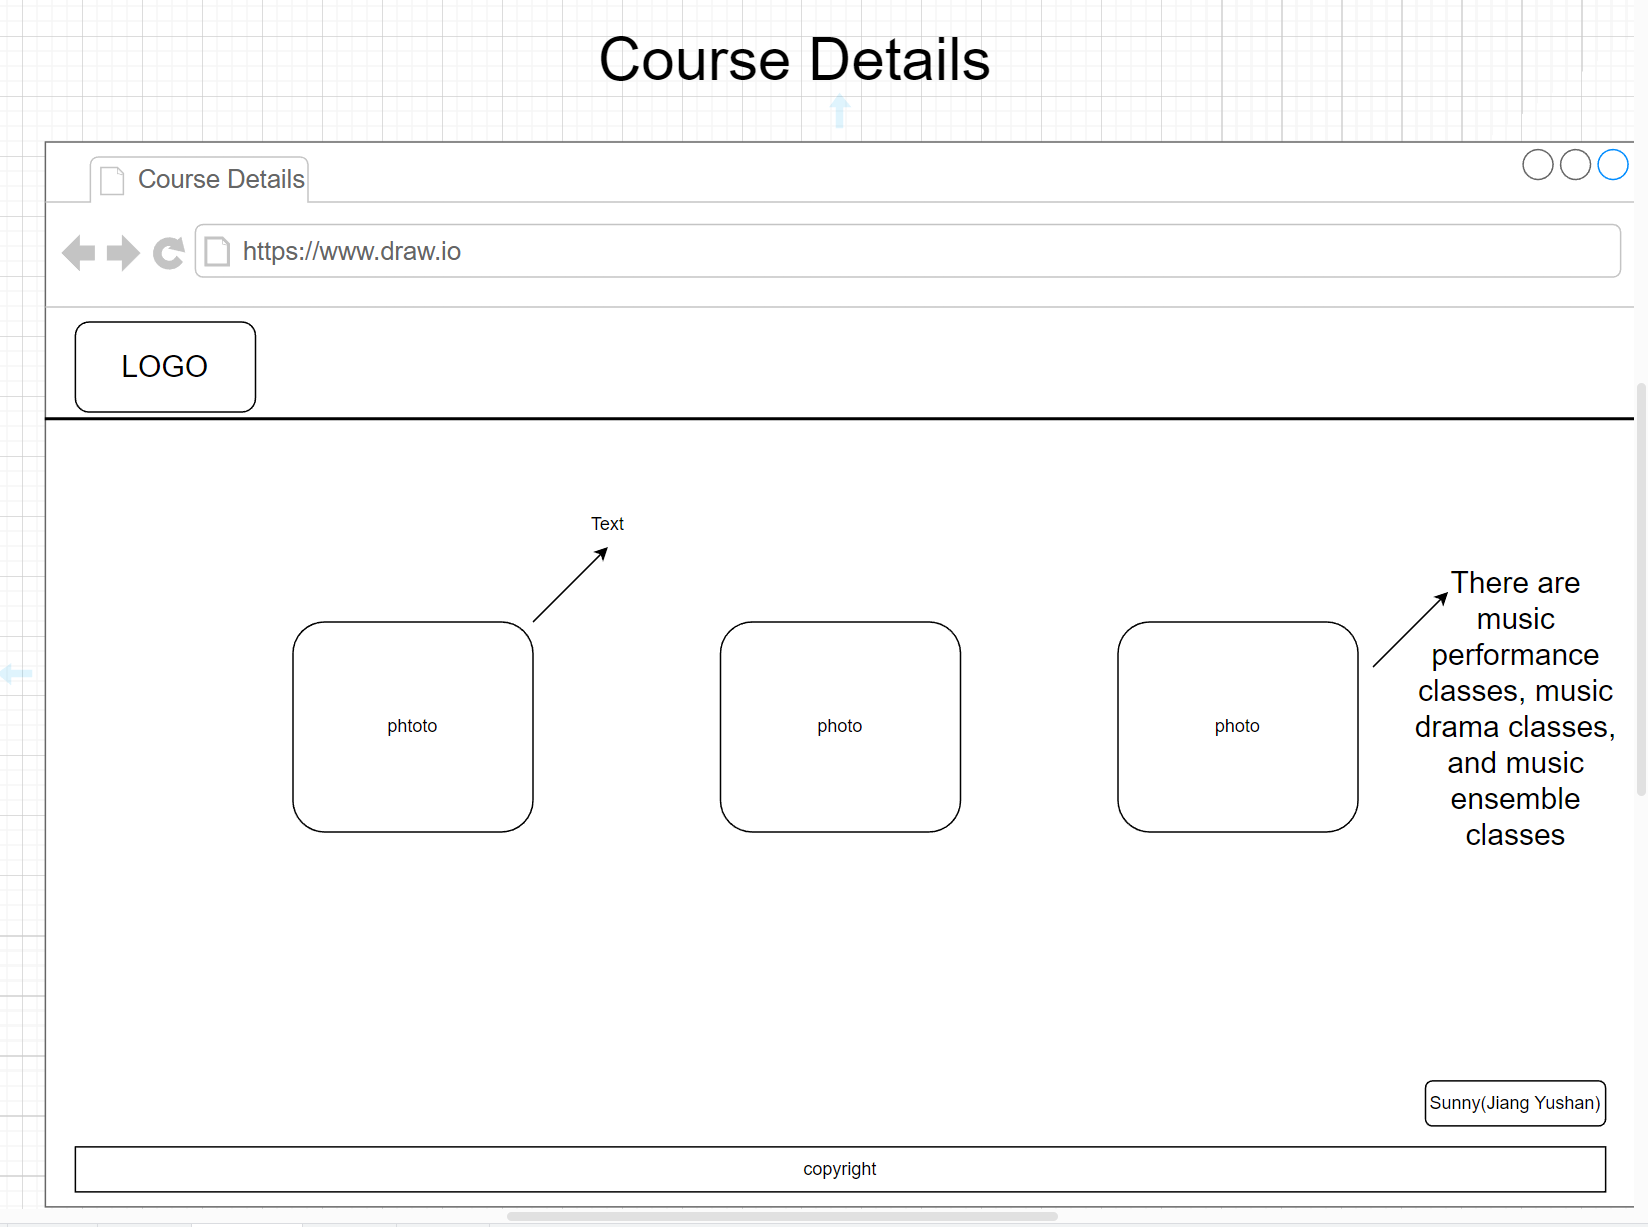 Course Details
Course Details
https://www.draw.io
LOGO
Text
There are
music
performance
classes, music
drama classes,
and music
ensemble
classes
phtoto
photo
photo
Sunny(Jiang Yushan)
copyright